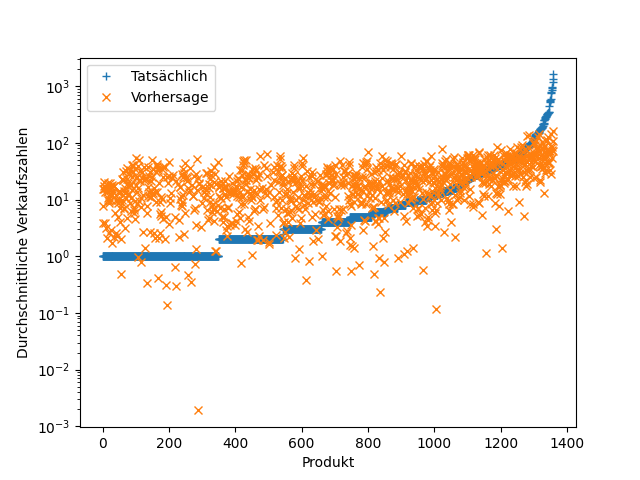 Tatsächlich
Vorhersage
Durchschnittliche Verkaufszahlen
10³
10²
10¹
10⁰
10⁻¹
10⁻²
10⁻³
0 200 400 600 800 1000 1200 1400
Produkt